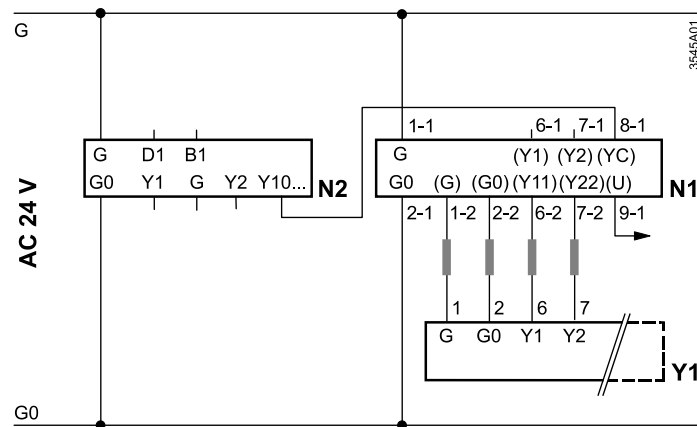 G
3545A01
1-1 6-1 7-1 8-1
G D1 B1
G (Y1) (Y2) (YC)
G0 Y1 G Y2 Y10... N2
G0 (G) (G0) (Y11) (Y22) (U) N1
2-1 1-2 2-2 6-2 7-2 9-1
AC 24 V
1 2 6 7
G G0 Y1 Y2
Y1
G0